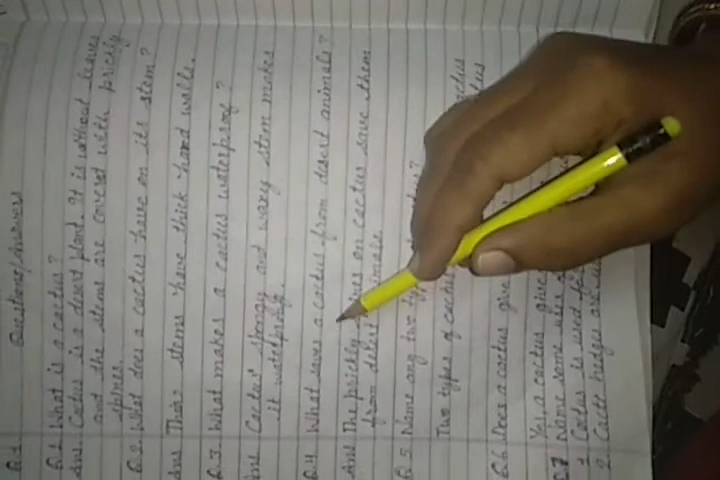 Q.1 Questions/Answers
Q.1 What is a cactus?
Ans. Cactus is a desert plant. It is without leaves
and the stems are covered with prickly
spines.
Q.2. What does a cactus have on its stem?
Ans Their stems have thick hard walls.
Q.3. What makes a cactus waterproof?
Ans Cactus' spongy and waxy stem makes
it waterproof.
Q.4 What saves a cactus from desert animals?
Ans The prickly on cactus save them
from desert animals.
Q.5 Name any two
Two types of cactus
Q.6 Does a cactus give
Yes, a cactus give
Q.7 Name some uses
1 Cactus is used
2. Cacti hedges